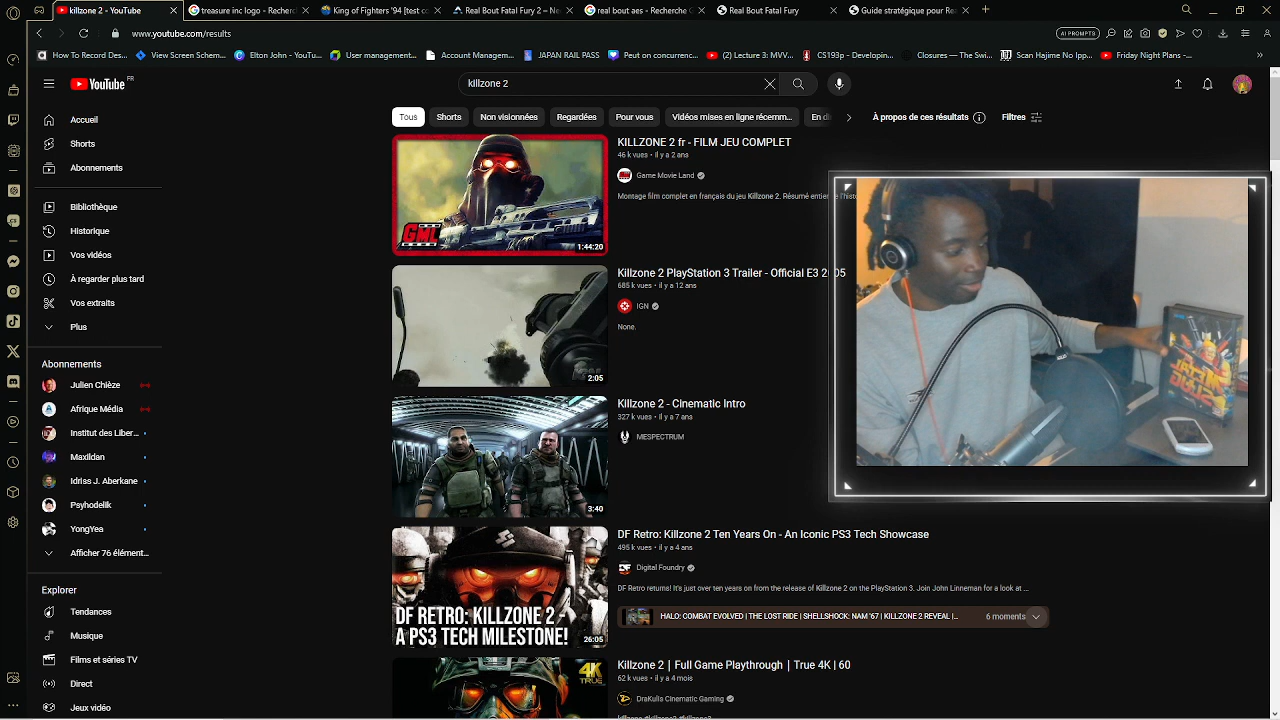 killzone 2 - YouTube
treasure inc logo - Recherc
King of Fighters '94 [test cc
Real Bout Fatal Fury 2 – Ne
real bout aes - Recherche G
Real Bout Fatal Fury
Guide stratégique pour Rea
www.youtube.com/results
AI PROMPTS
How To Record Des...
View Screen Schem...
Elton John - YouTu...
User management...
Account Managem...
JAPAN RAIL PASS
Peut on concurrenc...
(2) Lecture 3: MVV...
CS193p - Developin...
Closures — The Swi...
Scan Hajime No Ipp...
Friday Night Plany...
YouTube FR
killzone 2
Tous
Shorts
Non visionnées
Regardées
Pour vous
Vidéos mises en ligne récemm...
En di
À propos de ces résultats
Filtres
Accueil
Shorts
Abonnements
Bibliothèque
Historique
Vos vidéos
À regarder plus tard
Vos extraits
Plus
Abonnements
Julien Chièze
Afrique Média
Institut des Liber...
MaxIldan
Idriss J. Aberkane
Psyhodelik
YongYea
Afficher 76 élément...
Explorer
Tendances
Musique
Films et séries TV
Direct
Jeux vidéo
GML
1:44:20
KILLZONE 2 fr - FILM JEU COMPLET
46 k vues • il y a 2 ans
Game Movie Land
Montage film complet en français du jeu Killzone 2. Résumé entier
2:05
Killzone 2 PlayStation 3 Trailer - Official E3 2005
685 k vues • il y a 12 ans
IGN
None.
3:40
Killzone 2 - Cinematic Intro
327 k vues • il y a 7 ans
MESPECTRUM
DF RETRO: KILLZONE 2 -
A PS3 TECH MILESTONE!
26:05
DF Retro: Killzone 2 Ten Years On - An Iconic PS3 Tech Showcase
495 k vues • il y a 4 ans
Digital Foundry
DF Retro returns! It's just over ten years on from the release of Killzone 2 on the PlayStation 3. Join John Linneman for a look at ...
HALO: COMBAT EVOLVED | THE LOST RIDE | SHELLSHOCK: NAM '67 | KILLZONE 2 REVEAL |...
6 moments
4K
TRUE
Killzone 2 | Full Game Playthrough | True 4K | 60
62 k vues • il y a 4 mois
DraKulis Cinematic Gaming